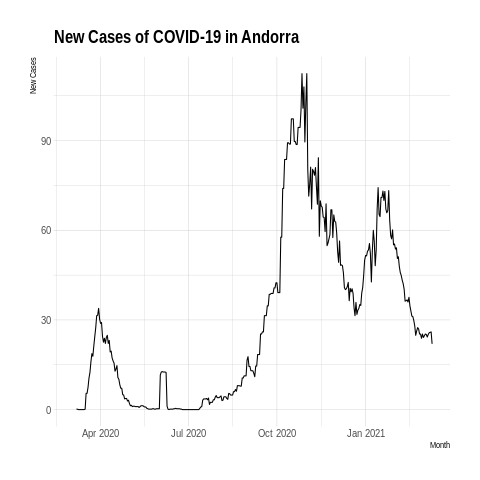 New Cases of COVID-19 in Andorra
New Cases
90
60
30
0
Apr 2020 Jul 2020 Oct 2020 Jan 2021
Month